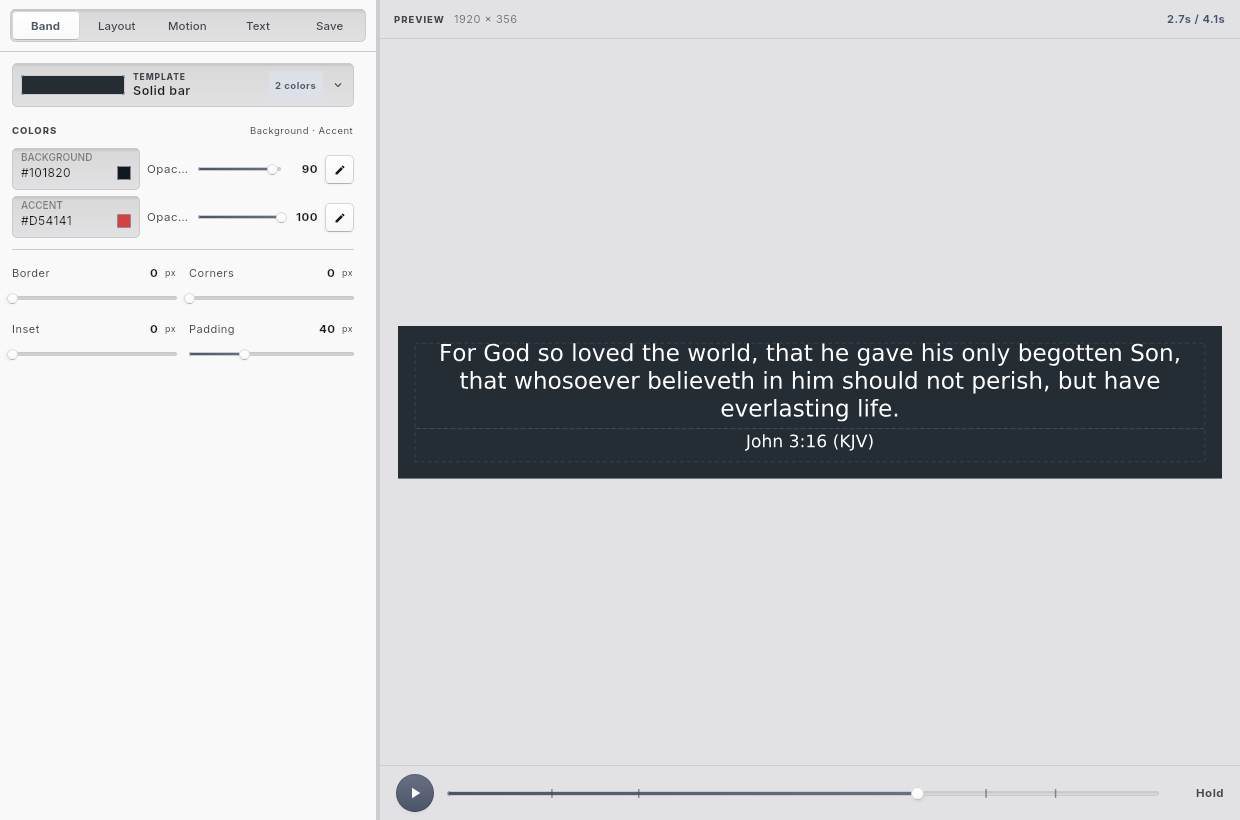 Band Layout Motion Text Save
TEMPLATE
Solid bar
2 colors
COLORS Background · Accent
BACKGROUND
#101820
Opac... 90
ACCENT
#D54141
Opac... 100
Border 0 px Corners 0 px
Inset 0 px Padding 40 px
PREVIEW 1920 × 356 2.7s / 4.1s
For God so loved the world, that he gave his only begotten Son,
that whosoever believeth in him should not perish, but have
everlasting life.
John 3:16 (KJV)
Hold